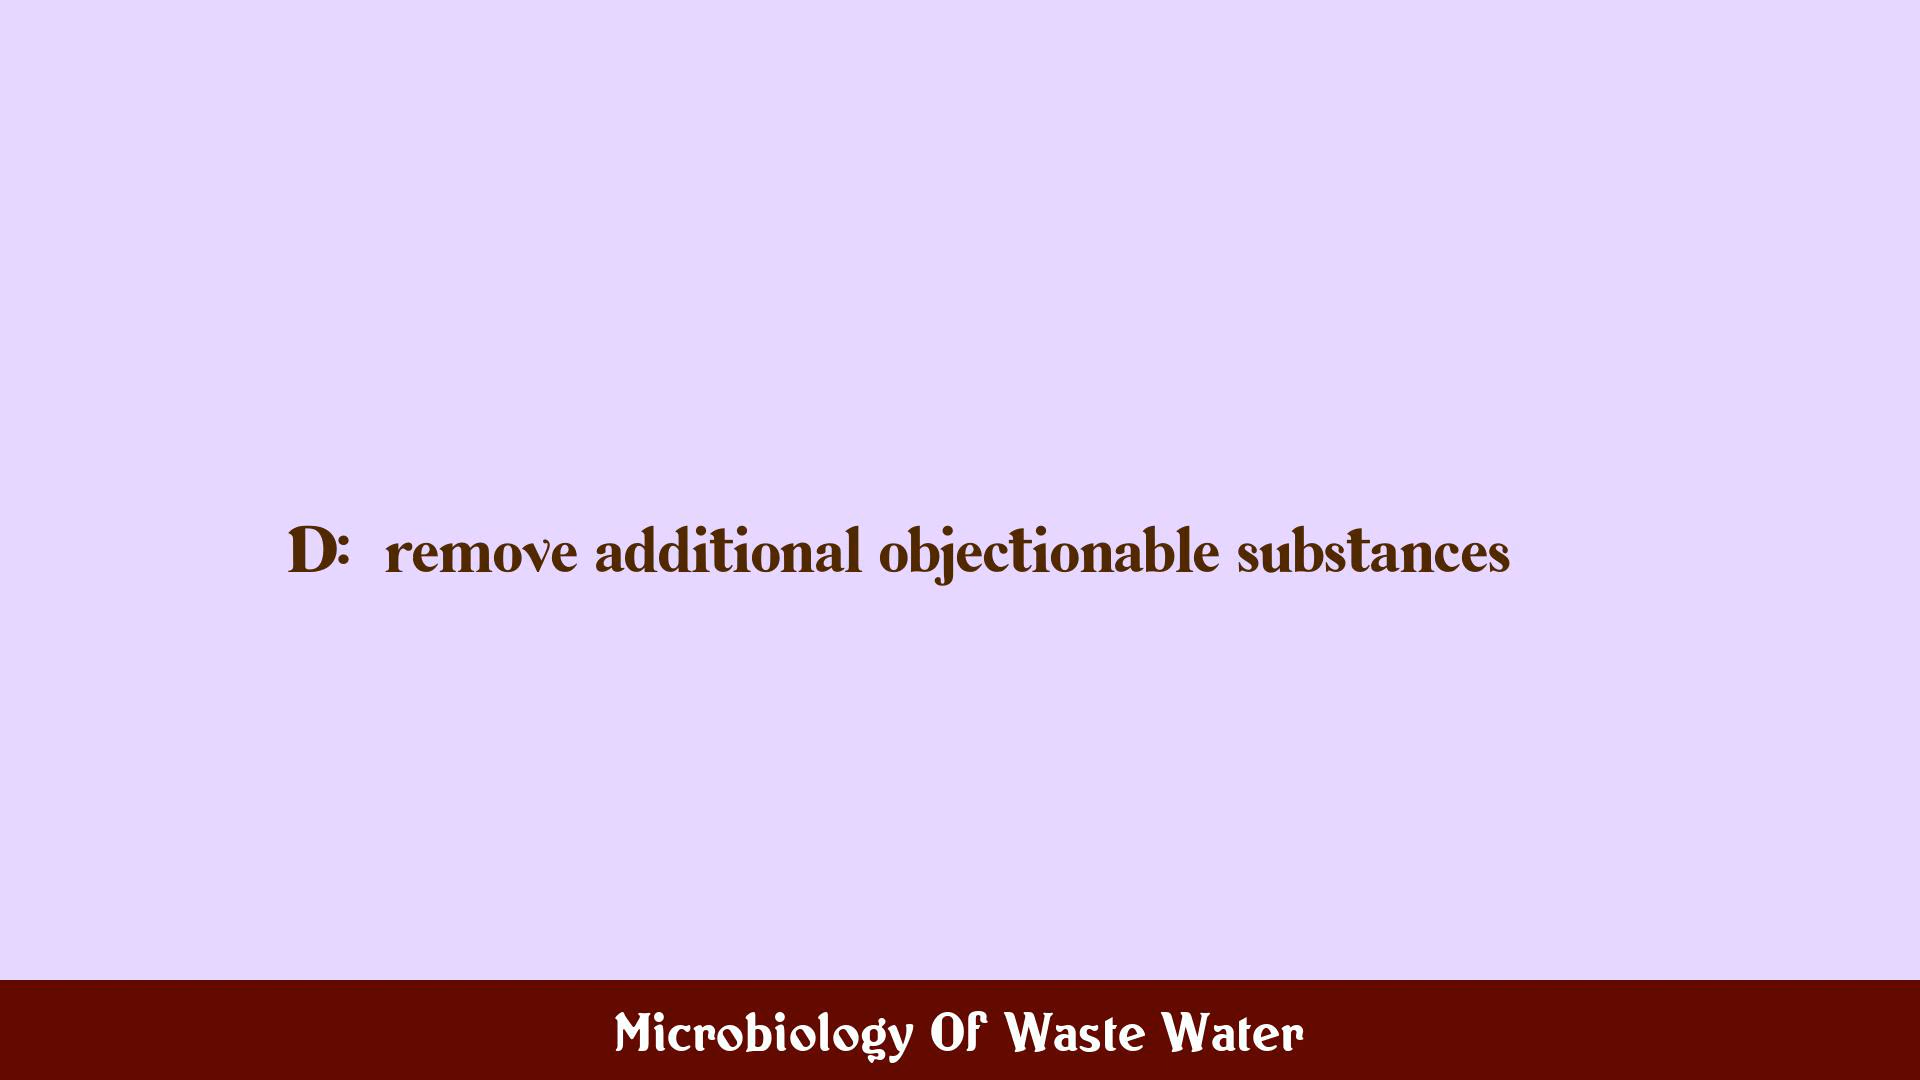 D: remove additional objectionable substances
Microbiology Of Waste Water